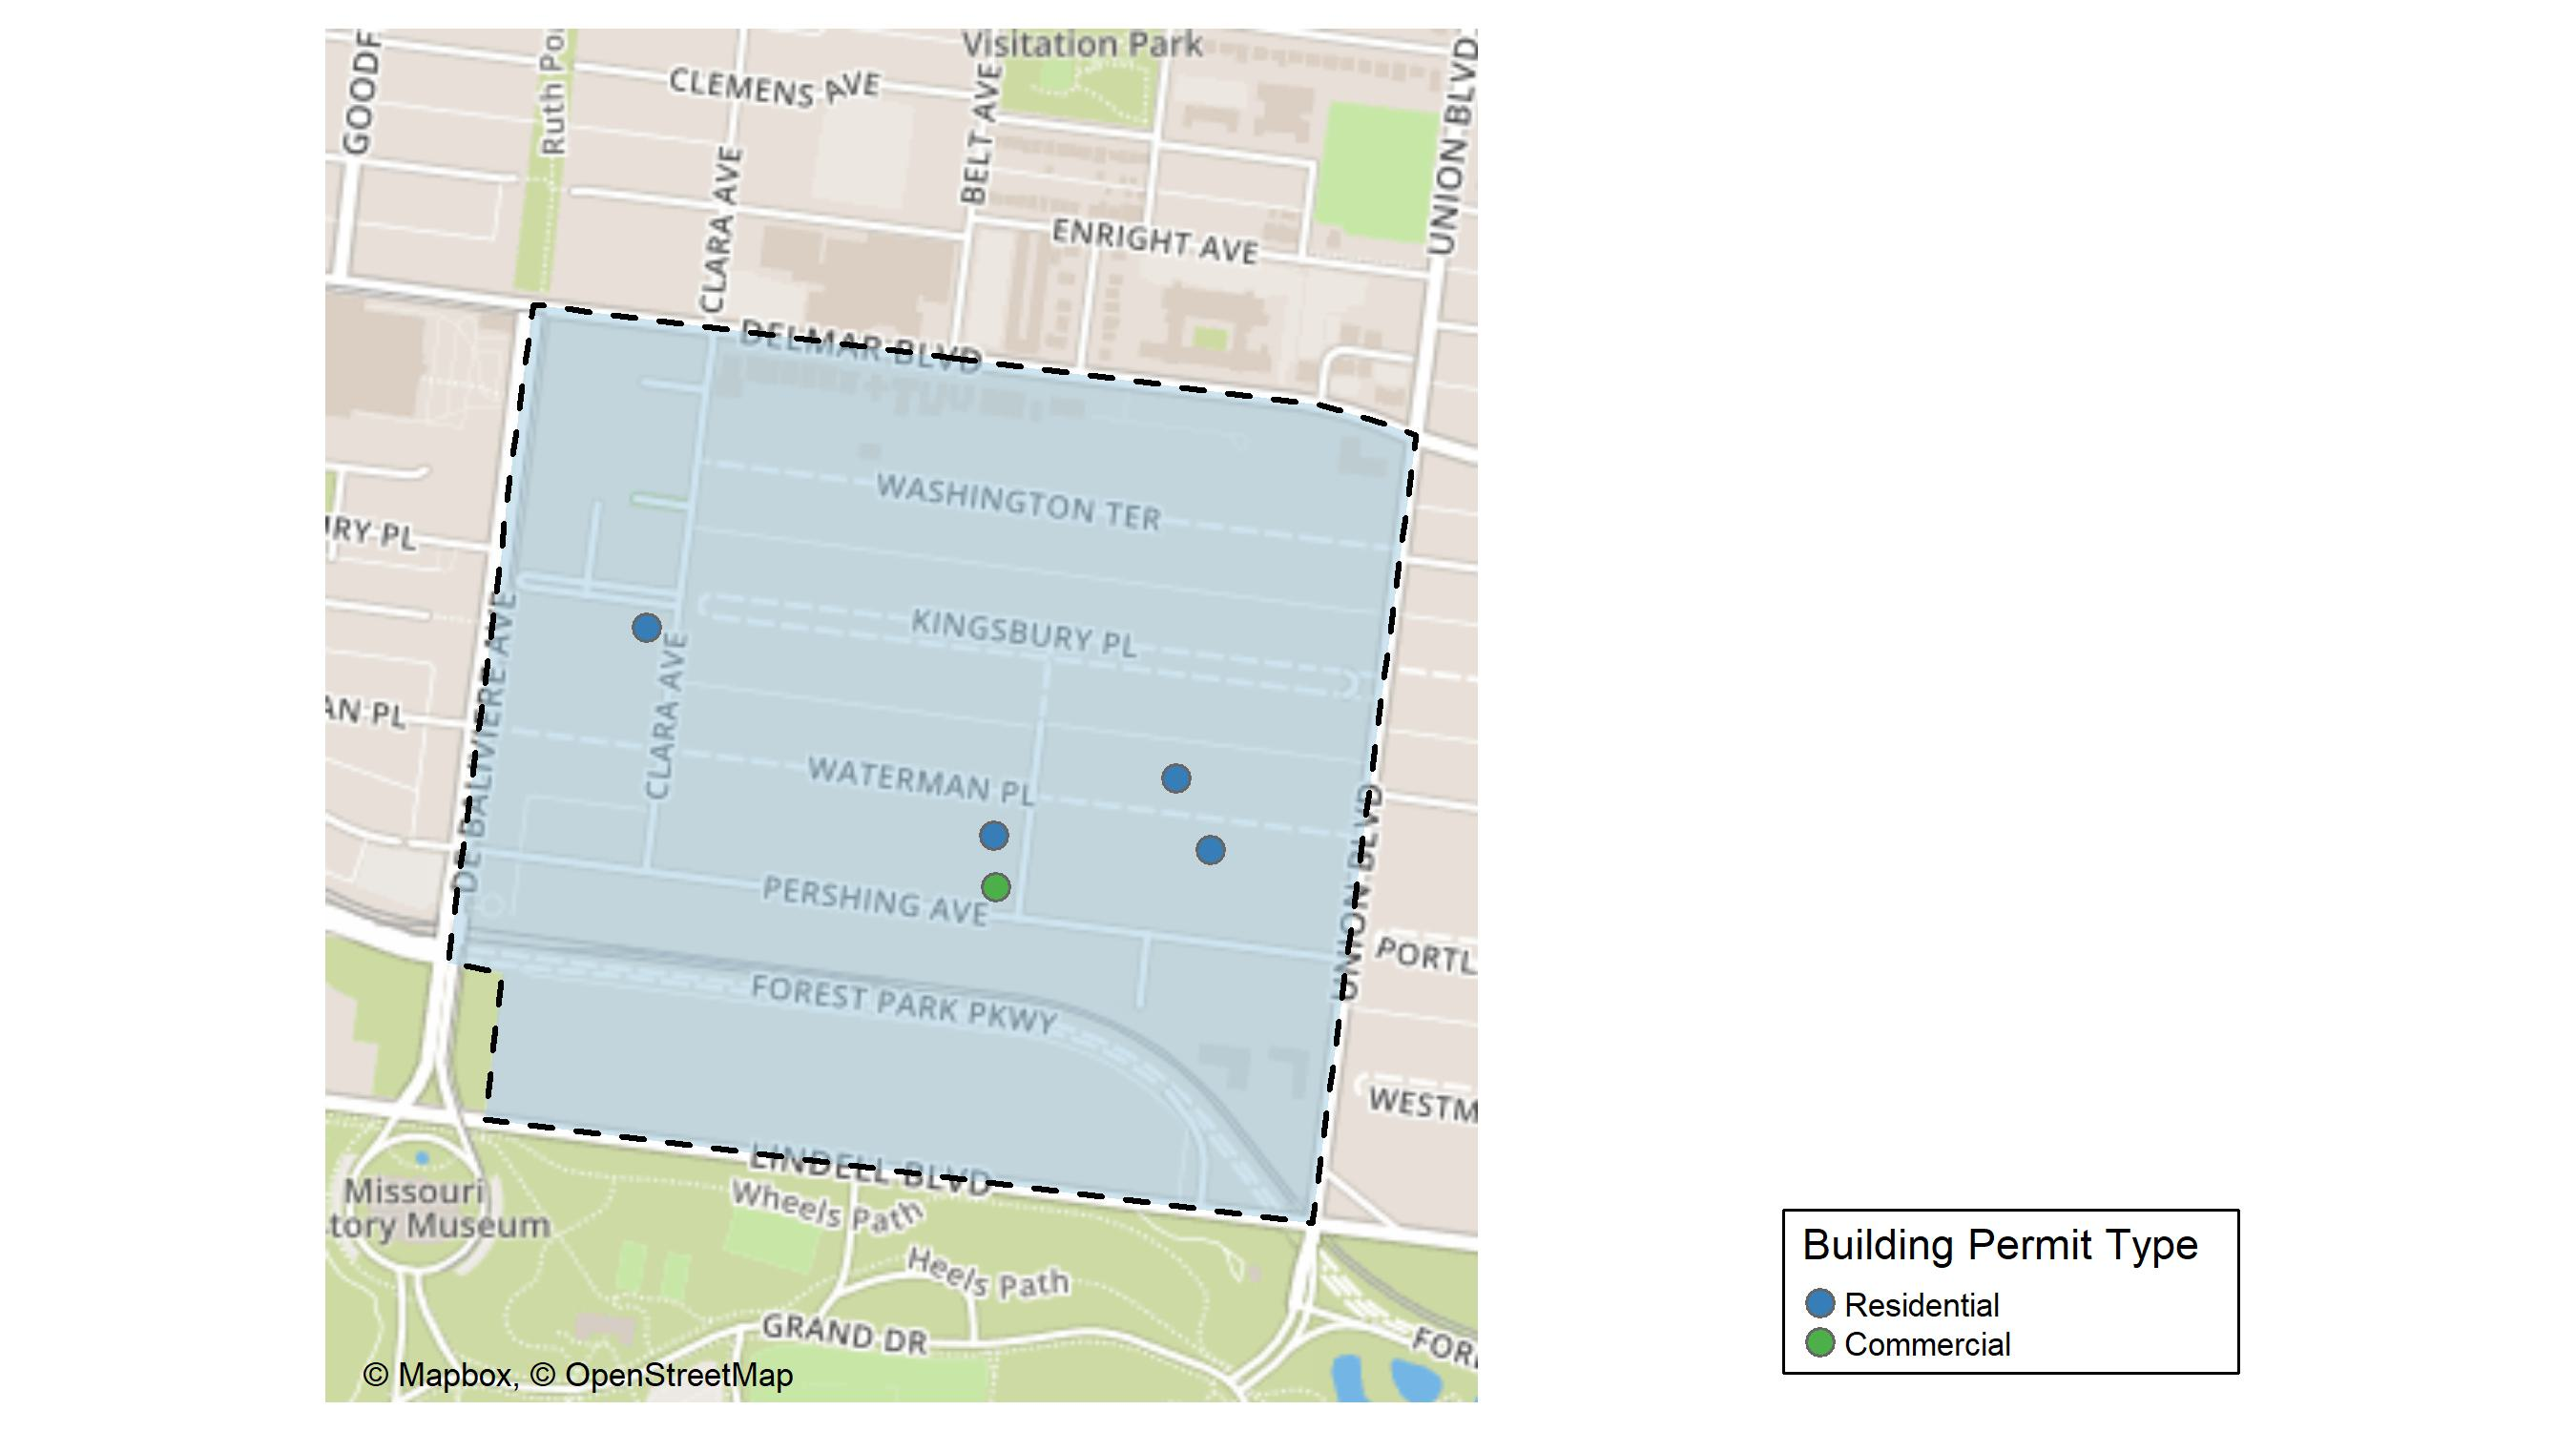 Visitation Park
GOODF
Ruth Po
CLEMENS AVE
BELT AVE
UNION BLVD
CLARA AVE
ENRIGHT AVE
DELMAR BLVD
WASHINGTON TER
URY PL
KINGSBURY PL
DE BALIVIERE AVE
CLARA AVE
AN PL
WATERMAN PL
UNION BLVD
PERSHING AVE
PORTL
FOREST PARK PKWY
WESTM
LINDELL BLVD
Missouri
tory Museum
Wheels Path
Heels Path
GRAND DR
FOR
© Mapbox, © OpenStreetMap
Building Permit Type
Residential
Commercial